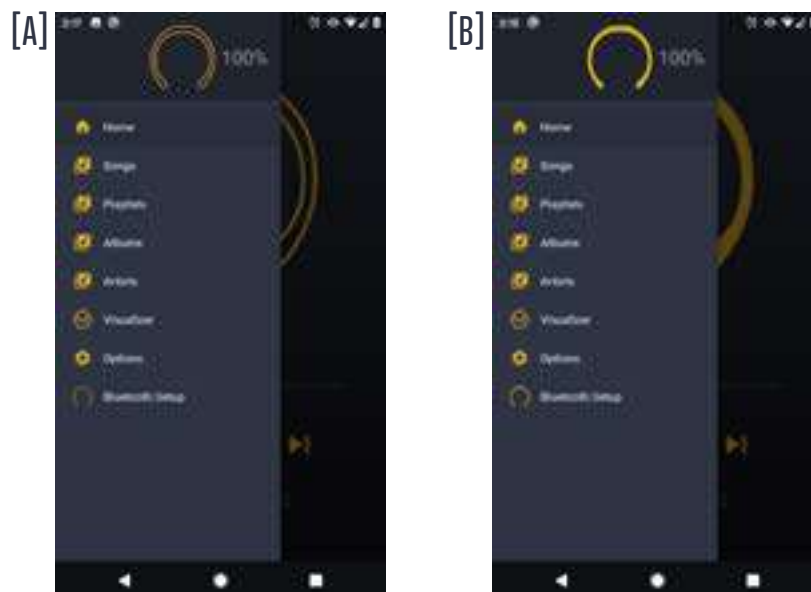 [A]
100%
Home
Songs
Playlists
Albums
Artists
Visualizer
Options
Bluetooth Setup
[B]
100%
Home
Songs
Playlists
Albums
Artists
Visualizer
Options
Bluetooth Setup